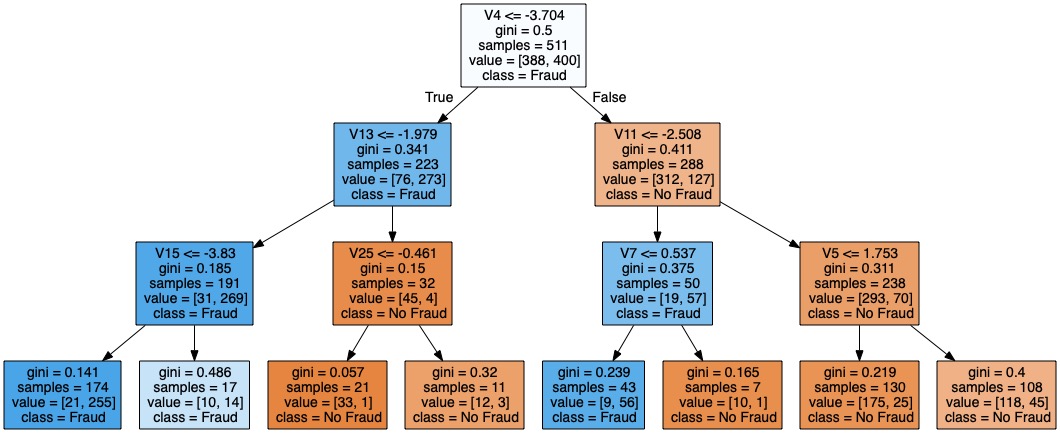 V4 <= -3.704
gini = 0.5
samples = 511
value = [388, 400]
class = Fraud
True
False
V13 <= -1.979
gini = 0.341
samples = 223
value = [76, 273]
class = Fraud
V11 <= -2.508
gini = 0.411
samples = 288
value = [312, 127]
class = No Fraud
V15 <= -3.83
gini = 0.185
samples = 191
value = [31, 269]
class = Fraud
V25 <= -0.461
gini = 0.15
samples = 32
value = [45, 4]
class = No Fraud
V7 <= 0.537
gini = 0.375
samples = 50
value = [19, 57]
class = Fraud
V5 <= 1.753
gini = 0.311
samples = 238
value = [293, 70]
class = No Fraud
gini = 0.141
samples = 174
value = [21, 255]
class = Fraud
gini = 0.486
samples = 17
value = [10, 14]
class = Fraud
gini = 0.057
samples = 21
value = [33, 1]
class = No Fraud
gini = 0.32
samples = 11
value = [12, 3]
class = No Fraud
gini = 0.239
samples = 43
value = [9, 56]
class = Fraud
gini = 0.165
samples = 7
value = [10, 1]
class = No Fraud
gini = 0.219
samples = 130
value = [175, 25]
class = No Fraud
gini = 0.4
samples = 108
value = [118, 45]
class = No Fraud